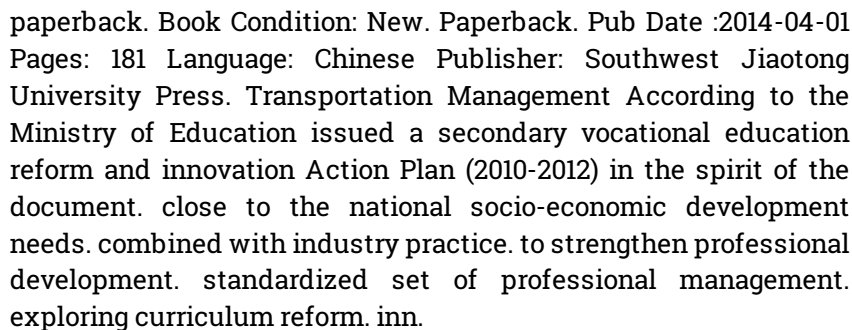 paperback. Book Condition: New. Paperback. Pub Date :2014-04-01
Pages: 181 Language: Chinese Publisher: Southwest Jiaotong
University Press. Transportation Management According to the
Ministry of Education issued a secondary vocational education
reform and innovation Action Plan (2010-2012) in the spirit of the
document. close to the national socio-economic development
needs. combined with industry practice. to strengthen professional
development. standardized set of professional management.
exploring curriculum reform. inn.